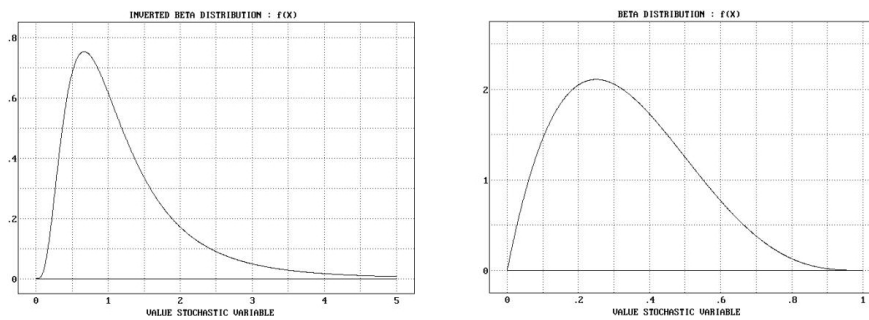 INVERTED BETA DISTRIBUTION : f(X)
.8
.6
.4
.2
0
0 1 2 3 4 5
VALUE STOCHASTIC VARIABLE
BETA DISTRIBUTION : f(X)
2
1
0
0 .2 .4 .6 .8 1
VALUE STOCHASTIC VARIABLE